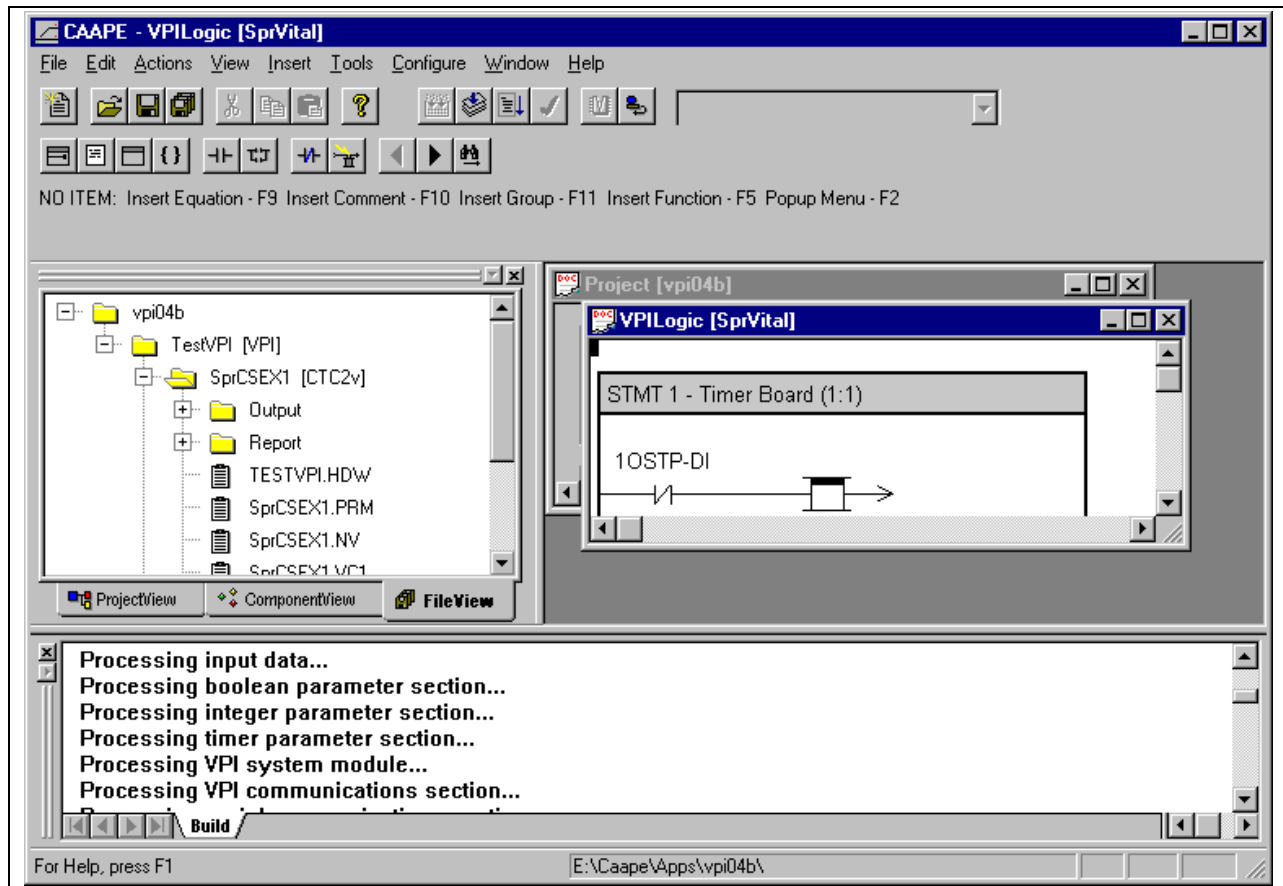 CAAPE - VPILogic [SprVital]
File Edit Actions View Insert Tools Configure Window Help
NO ITEM: Insert Equation - F9 Insert Comment - F10 Insert Group - F11 Insert Function - F5 Popup Menu - F2
vpi04b
TestVPI [VPI]
SprCSEX1 [CTC2v]
Output
Report
TESTVPI.HDW
SprCSEX1.PRM
SprCSEX1.NV
SprCSEX1.VC1
ProjectView ComponentView FileView
Project [vpi04b]
VPILogic [SprVital]
STMT 1 - Timer Board (1:1)
1OSTP-DI
Processing input data...
Processing boolean parameter section...
Processing integer parameter section...
Processing timer parameter section...
Processing VPI system module...
Processing VPI communications section...
Build
For Help, press F1
E:\Caape\Apps\vpi04b\